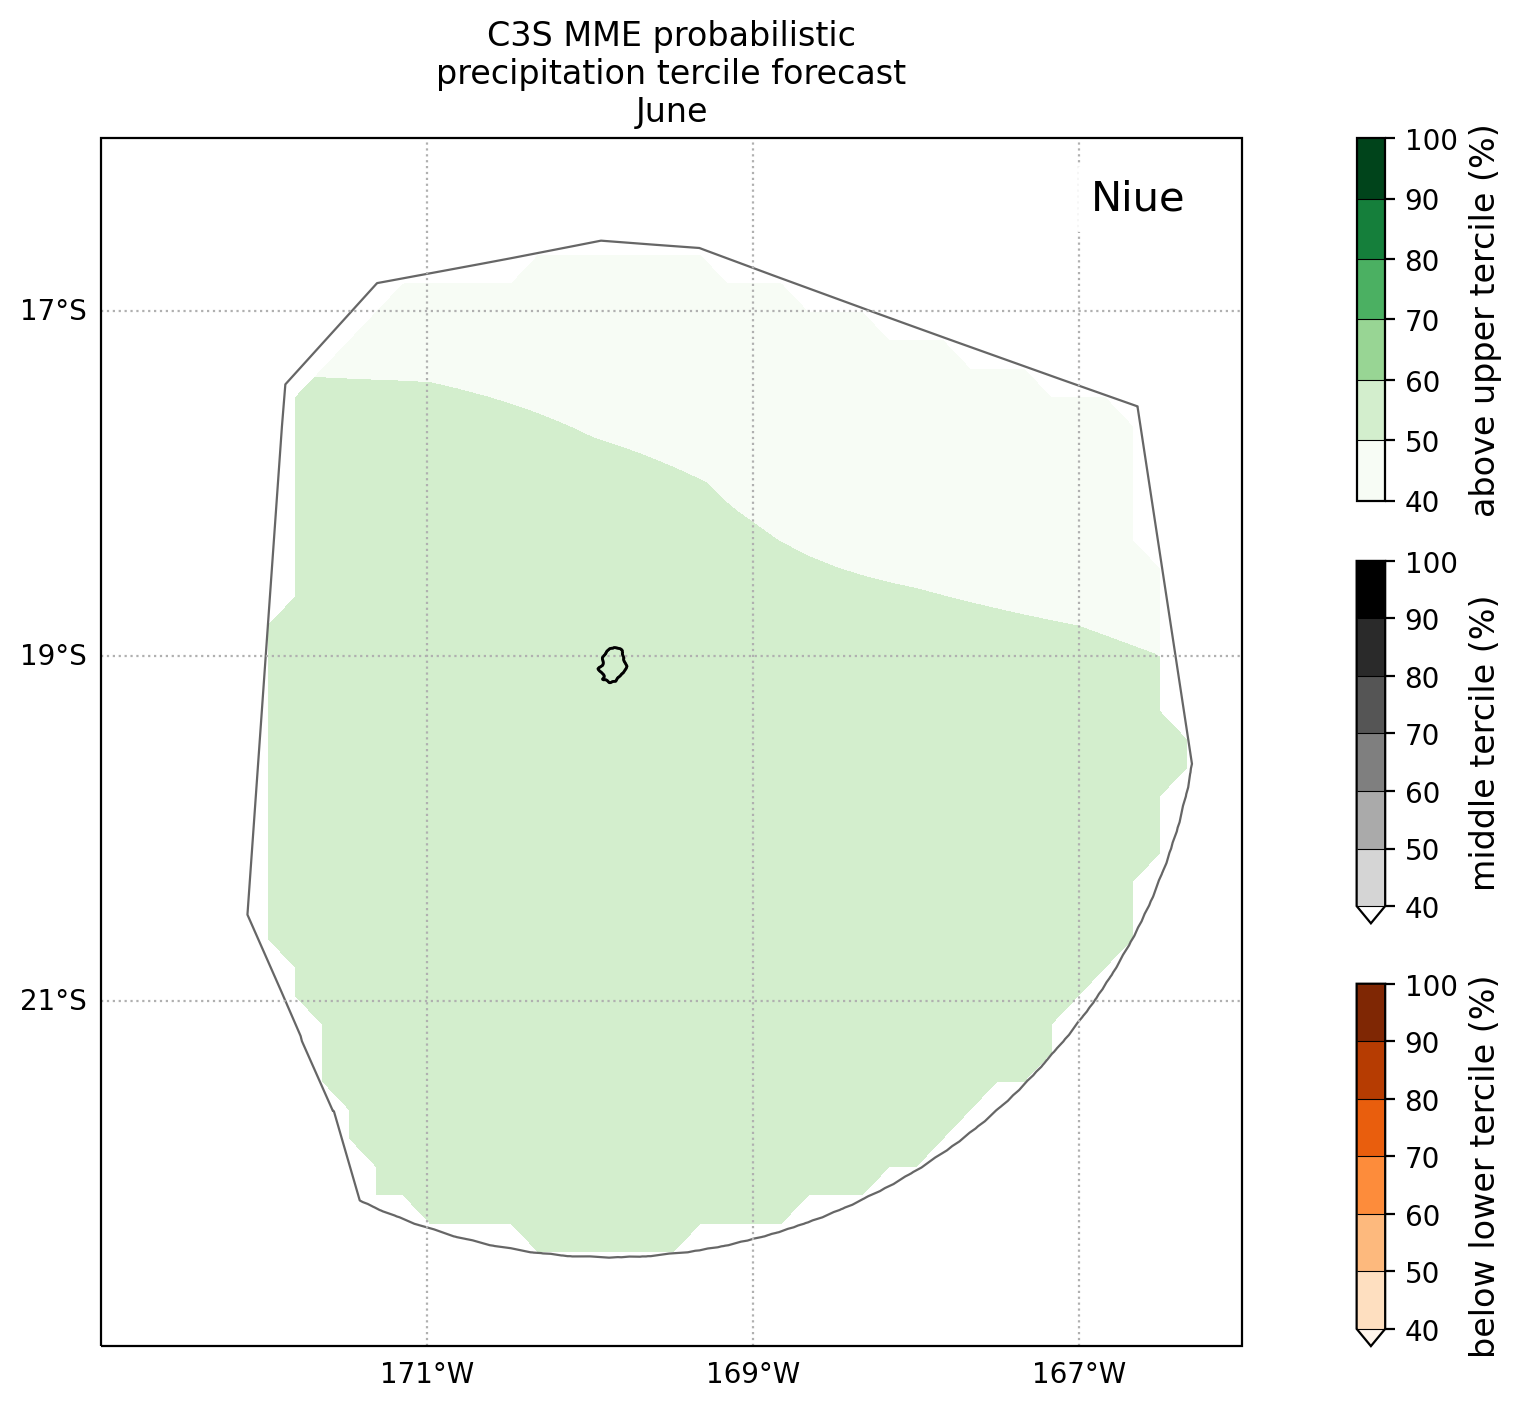 C3S MME probabilistic
precipitation tercile forecast
June
Niue
17°S
19°S
21°S
171°W
169°W
167°W
100
90
80
70
60
50
40
above upper tercile (%)
100
90
80
70
60
50
40
middle tercile (%)
100
90
80
70
60
50
40
below lower tercile (%)